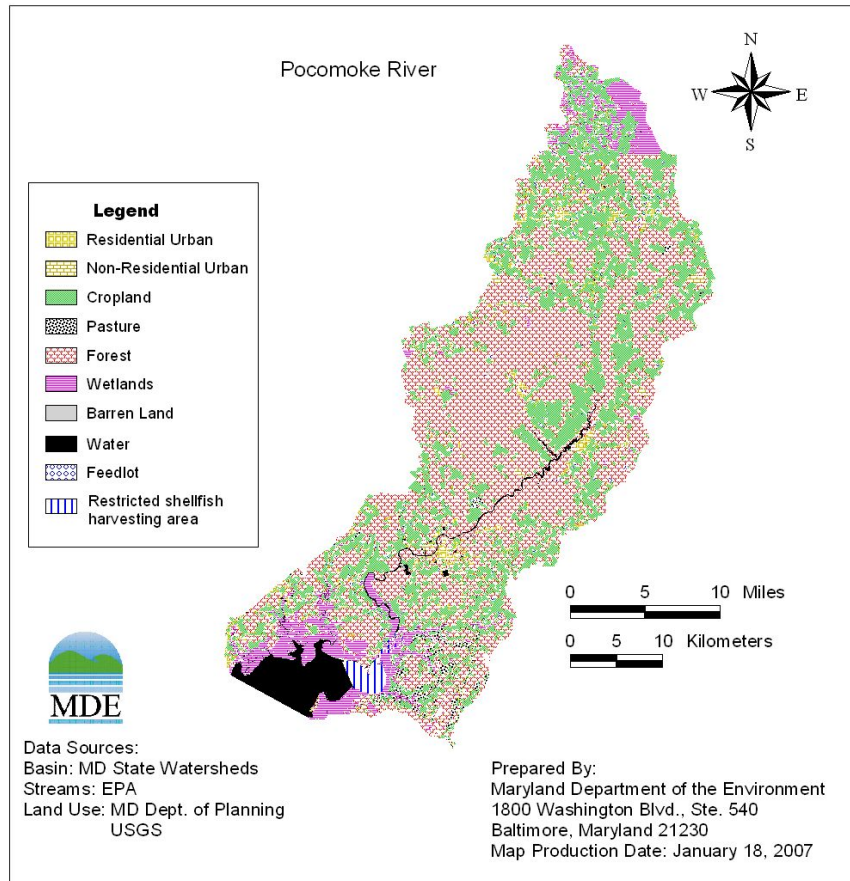 Pocomoke River
N
W
E
S
Legend
Residential Urban
Non-Residential Urban
Cropland
Pasture
Forest
Wetlands
Barren Land
Water
Feedlot
Restricted shellfish
harvesting area
0 5 10 Miles
0 5 10 Kilometers
MDE
Data Sources:
Basin: MD State Watersheds
Streams: EPA
Land Use: MD Dept. of Planning
USGS
Prepared By:
Maryland Department of the Environment
1800 Washington Blvd., Ste. 540
Baltimore, Maryland 21230
Map Production Date: January 18, 2007